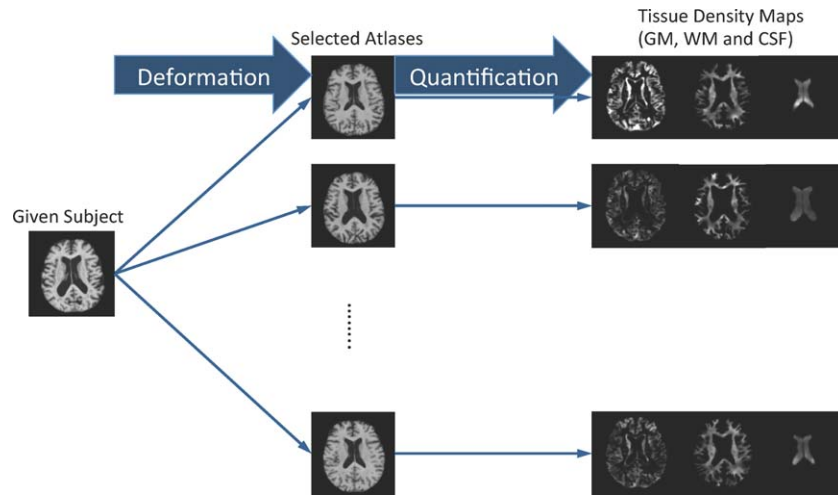 Tissue Density Maps
(GM, WM and CSF)
Selected Atlases
Deformation
Quantification
Given Subject